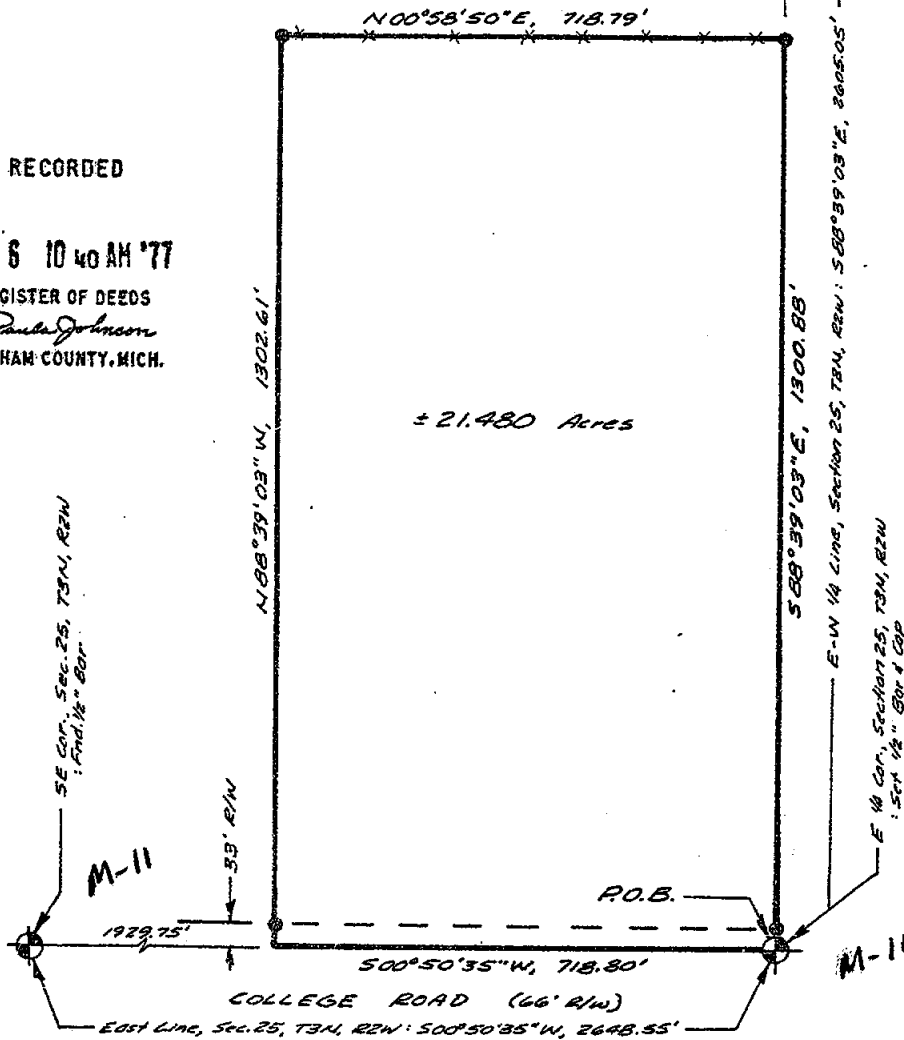 N00°58'50"E, 718.79'
RECORDED
6 10 40 AM '77
GISTER OF DEEDS
Paula Johnson
HAM COUNTY, MICH.
N88°39'03"W, 1302.61'
± 21.480 Acres
S88°39'03"E, 1300.88'
E-W 1/4 Line, Section 25, T3N, R2W: S88°39'03"E, 2605.05'
SE Cor., Sec. 25, T3N, R2W
: Fnd. 1/2" Bar
E 1/4 Cor., Section 25, T3N, R2W
: Set 1/2" Bar & Cap
33' R/W
M-11
P.O.B.
1929.75'
M-11
S00°50'35"W, 718.80'
COLLEGE ROAD (66' R/W)
East Line, Sec. 25, T3N, R2W: S00°50'35"W, 2648.55'